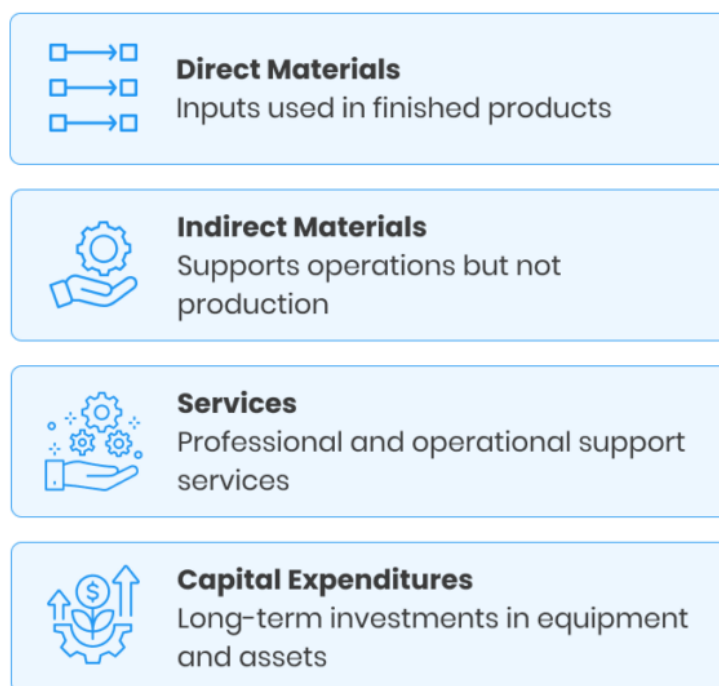 Direct Materials
Inputs used in finished products
Indirect Materials
Supports operations but not
production
Services
Professional and operational support
services
$
Capital Expenditures
Long-term investments in equipment
and assets